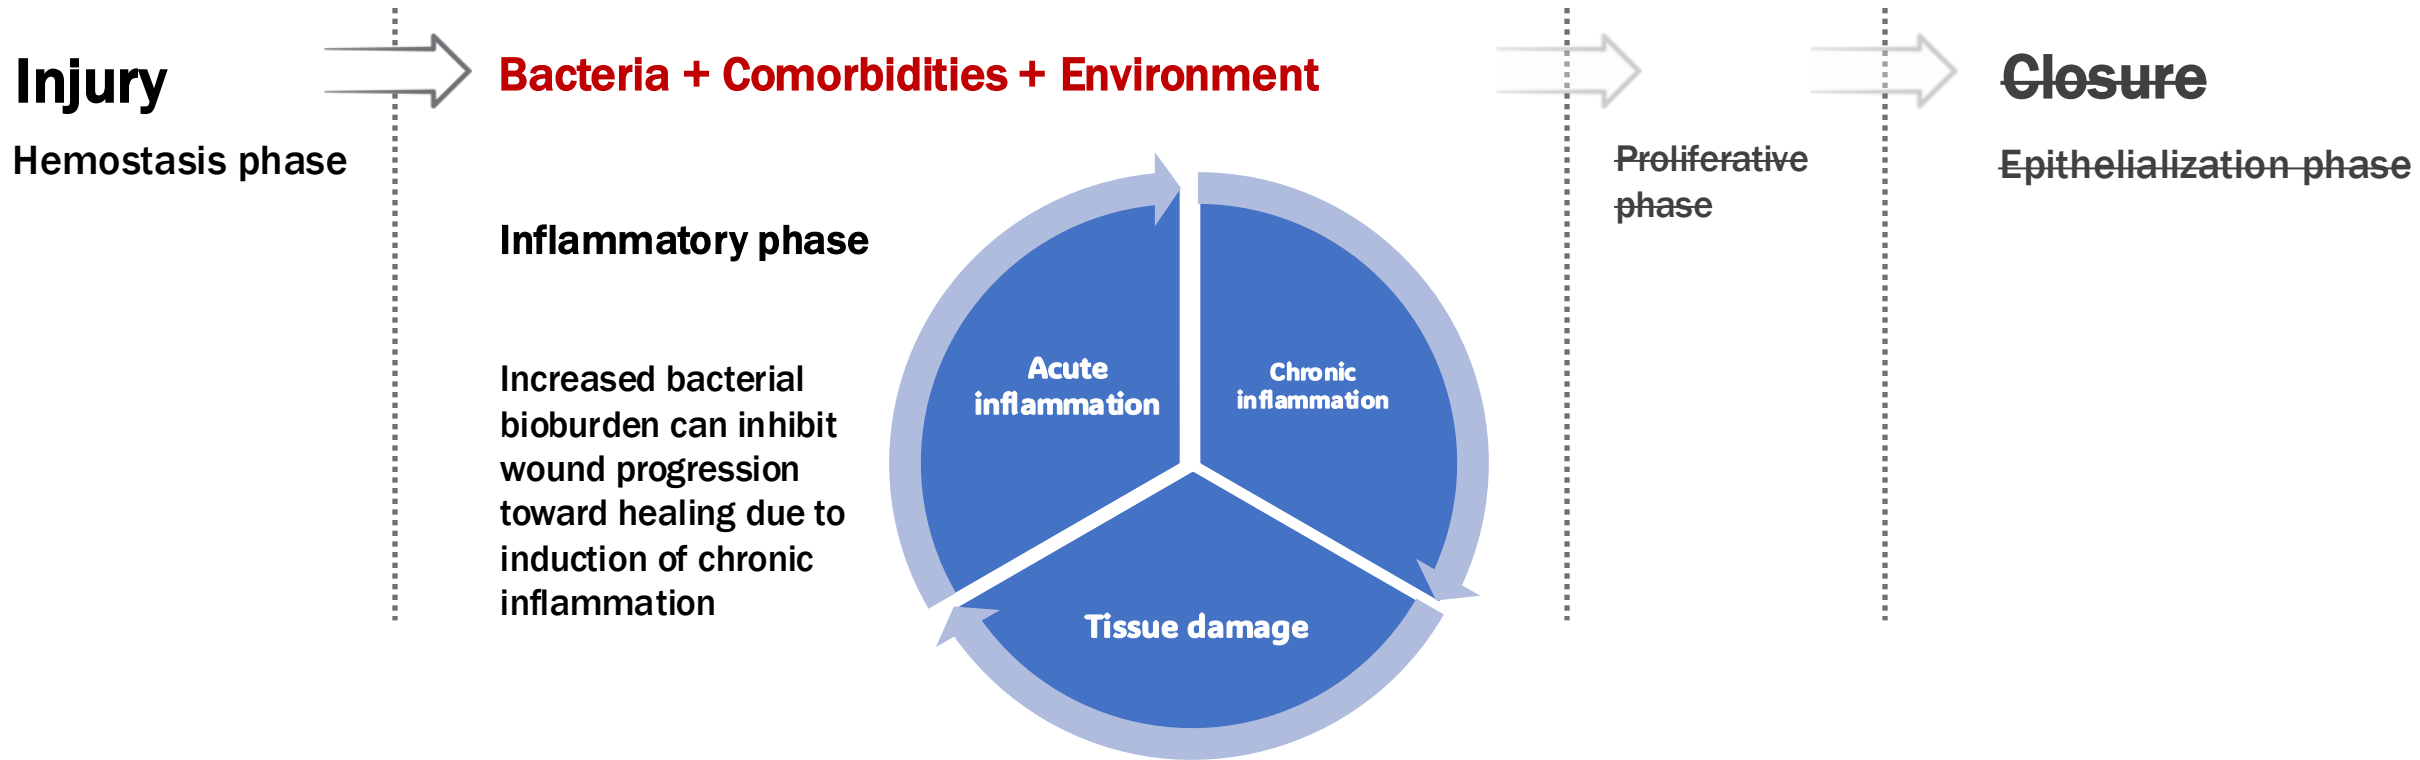 Injury
Hemostasis phase
Bacteria + Comorbidities + Environment
Inflammatory phase
Increased bacterial
bioburden can inhibit
wound progression
toward healing due to
induction of chronic
inflammation
Acute
inflammation
Chronic
inflammation
Tissue damage
Proliferative
phase
Closure
Epithelialization phase